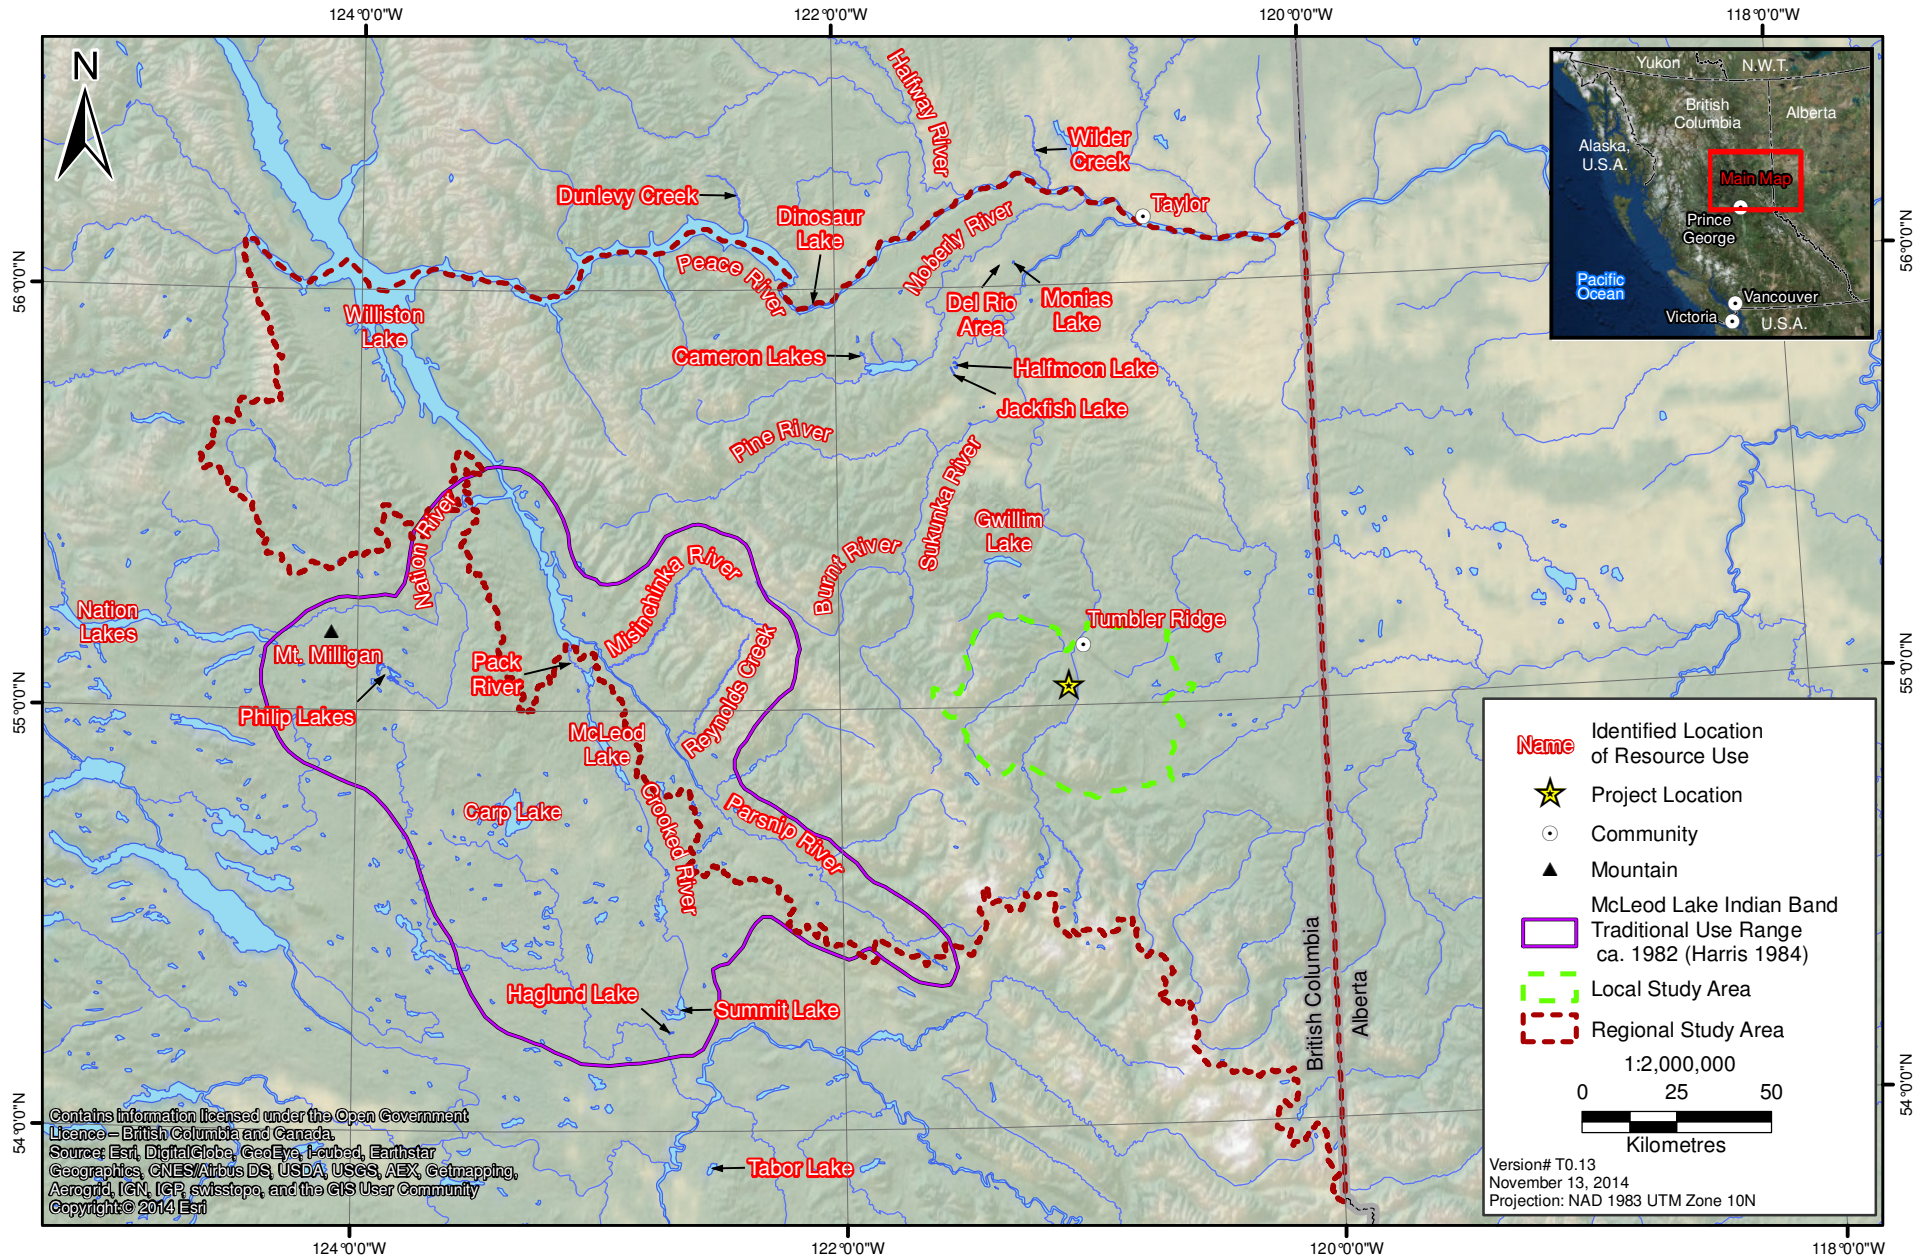 124°0'0"W
122°0'0"W
120°0'0"W
118°0'0"W
N
Halfway River
Wilder
Creek
Dunlevy Creek
Dinosaur
Lake
Taylor
Peace River
Moberly River
Williston
Lake
Del Rio
Area
Monias
Lake
Cameron Lakes
Halfmoon Lake
Jackfish Lake
Pine River
Sukunka River
Gwillim
Lake
Nation River
Misinchinka River
Burnt River
Nation
Lakes
Mt. Milligan
Philip Lakes
Pack
River
Reynolds Creek
Tumbler Ridge
McLeod
Lake
Carp Lake
Crooked River
Parsnip River
Haglund Lake
Summit Lake
Tabor Lake
British Columbia
Alberta
56°0'0"N
55°0'0"N
54°0'0"N
56°0'0"N
55°0'0"N
54°0'0"N
Yukon
N.W.T.
British
Columbia
Alberta
Alaska,
U.S.A.
Main Map
Prince
George
Pacific
Ocean
Vancouver
Victoria
U.S.A.
Name
Identified Location
of Resource Use
Project Location
Community
Mountain
McLeod Lake Indian Band
Traditional Use Range
ca. 1982 (Harris 1984)
Local Study Area
Regional Study Area
1:2,000,000
0 25 50
Kilometres
Version# T0.13
November 13, 2014
Projection: NAD 1983 UTM Zone 10N
Contains information licensed under the Open Government
Licence – British Columbia and Canada.
Source: Esri, DigitalGlobe, GeoEye, i-cubed, Earthstar
Geographics, CNES/Airbus DS, USDA, USGS, AEX, Getmapping,
Aerogrid, IGN, IGP, swisstopo, and the GIS User Community
Copyright:© 2014 Esri
124°0'0"W
122°0'0"W
120°0'0"W
118°0'0"W